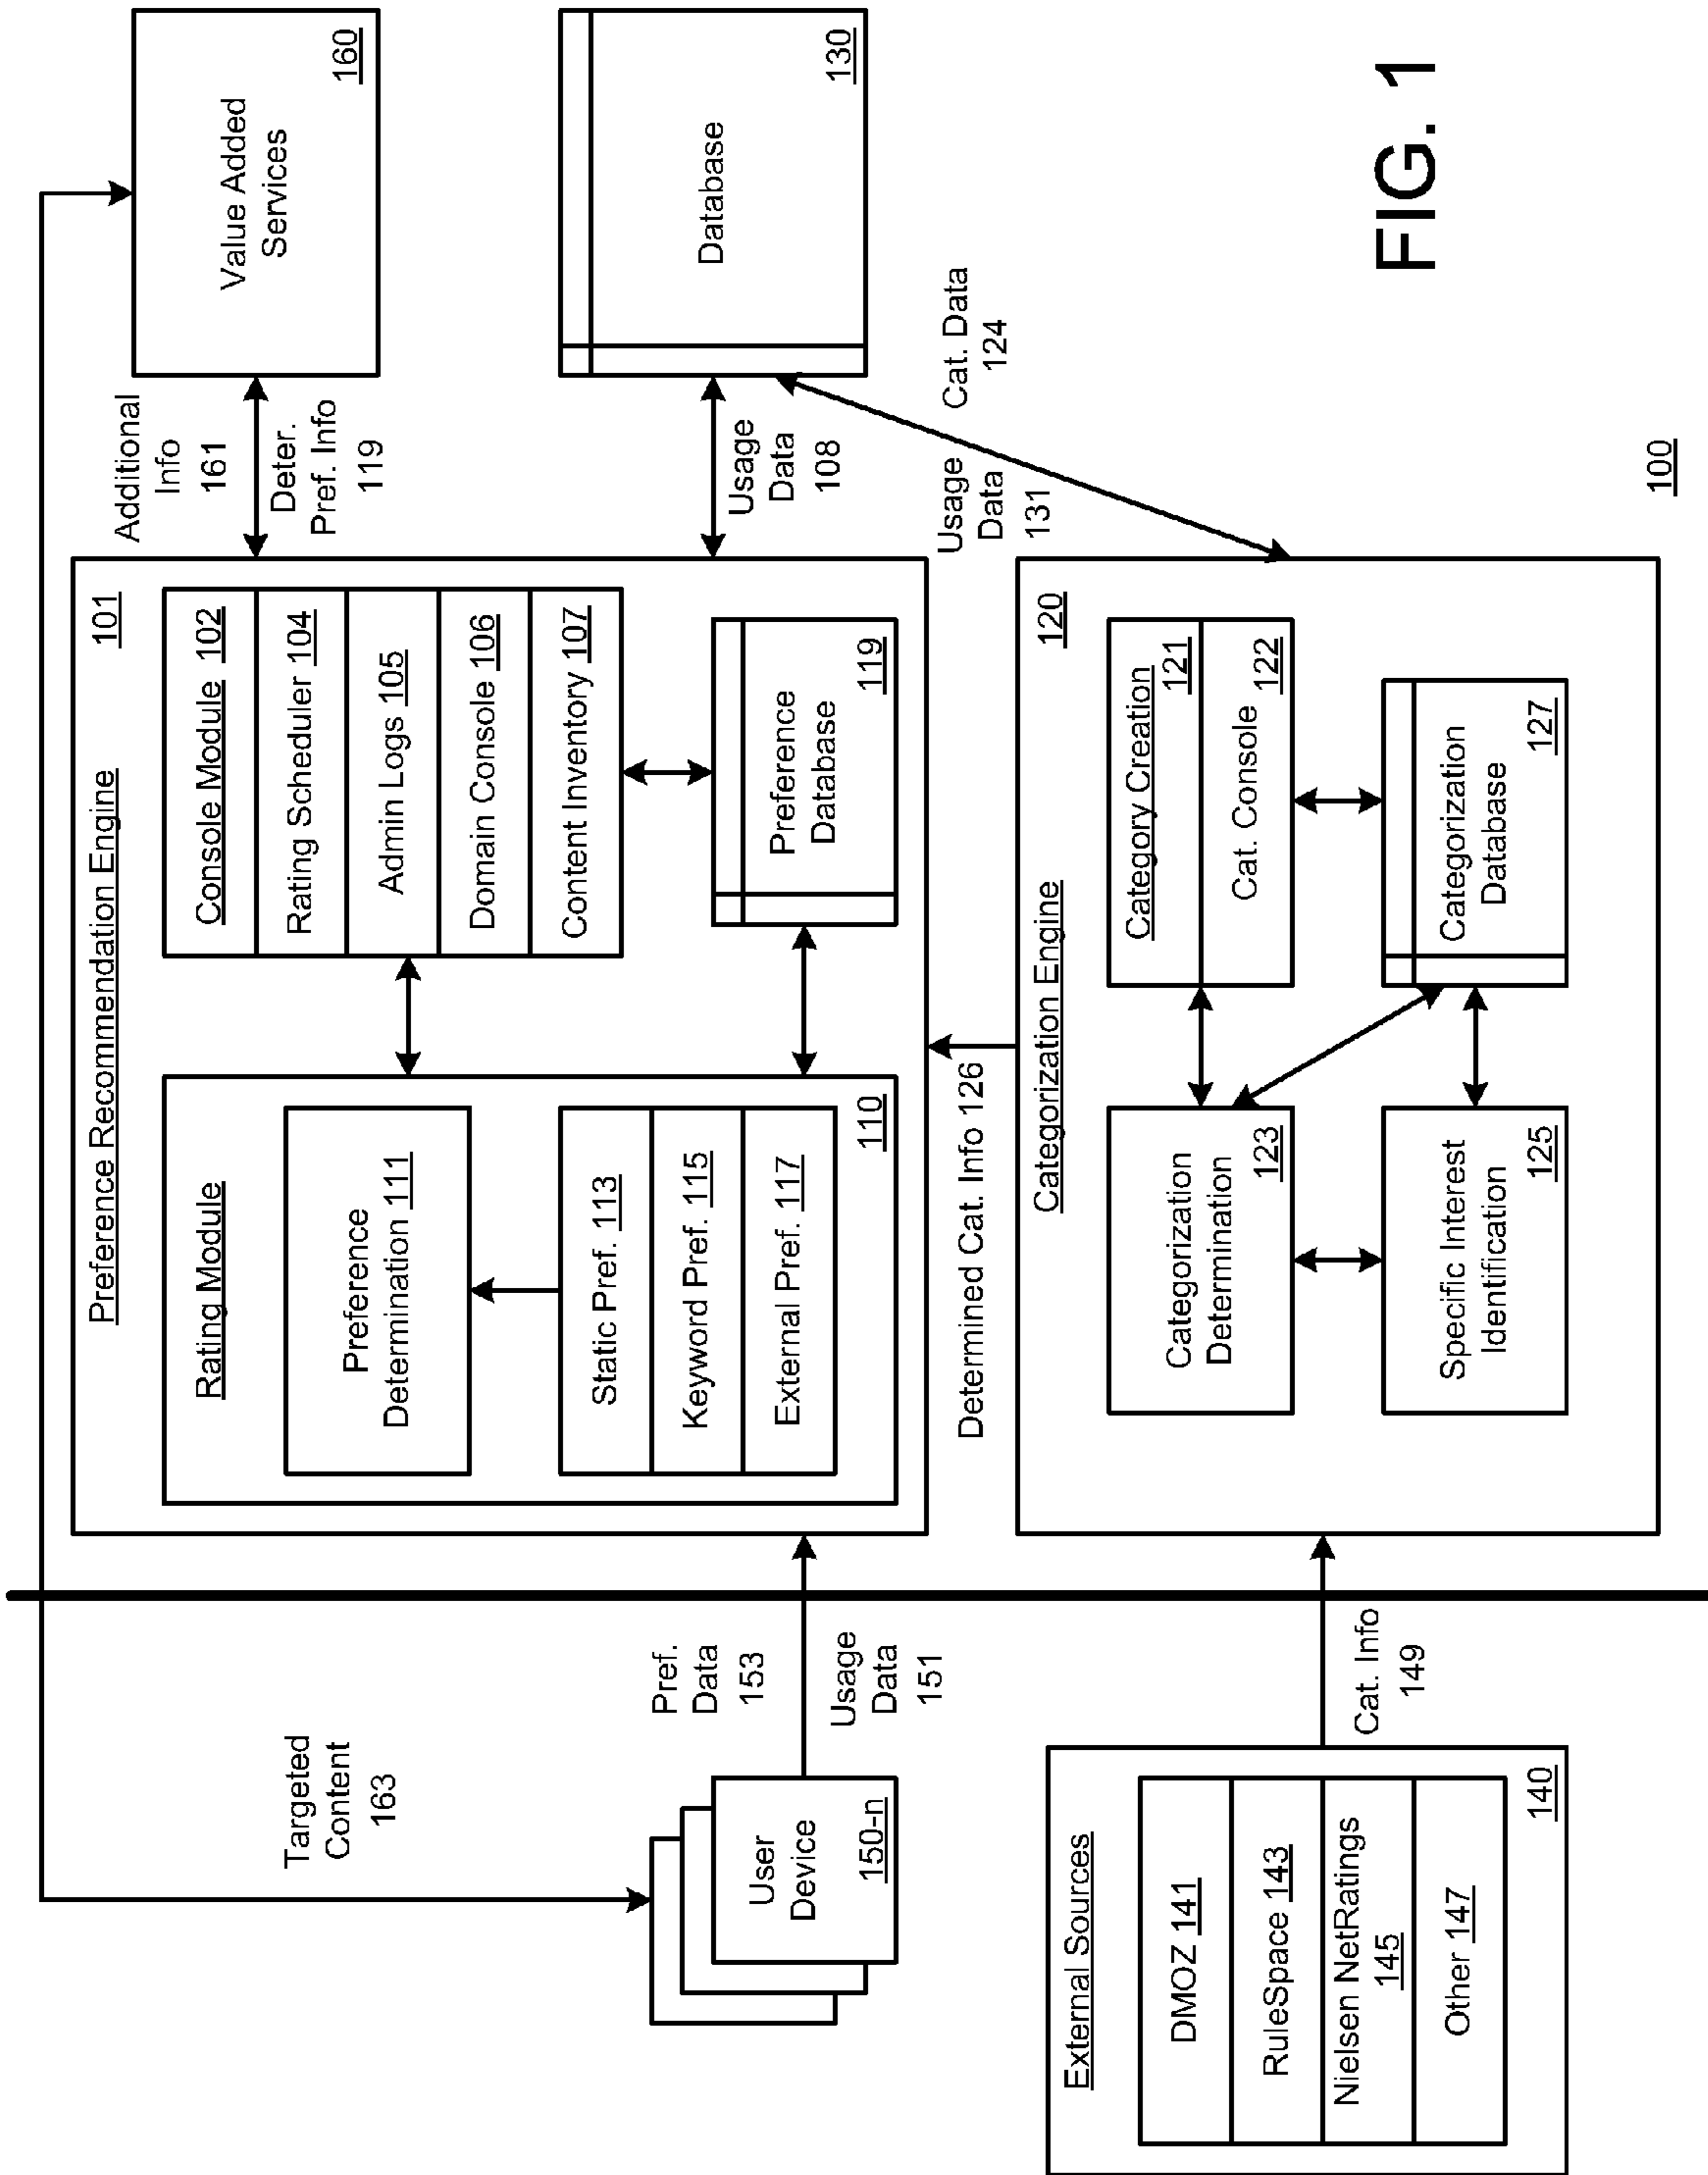 Targeted
Content
163
User
Device
150-n
Pref.
Data
153
Usage
Data
151
External Sources
DMOZ 141
RuleSpace 143
Nielsen NetRatings
145
Other 147
140
Cat. Info
149
Preference Recommendation Engine
101
Rating Module
Preference
Determination 111
Static Pref. 113
Keyword Pref. 115
External Pref. 117
110
Console Module 102
Rating Scheduler 104
Admin Logs 105
Domain Console 106
Content Inventory 107
Preference
Database
119
Determined Cat. Info 126
Categorization Engine
120
Categorization
Determination
123
Category Creation 121
Cat. Console 122
Specific Interest
Identification
125
Categorization
Database
127
Additional
Info
161
Deter.
Pref. Info
119
Usage
Data
108
Usage
Data
131
Cat. Data
124
Value Added
Services
160
Database
130
100
FIG. 1